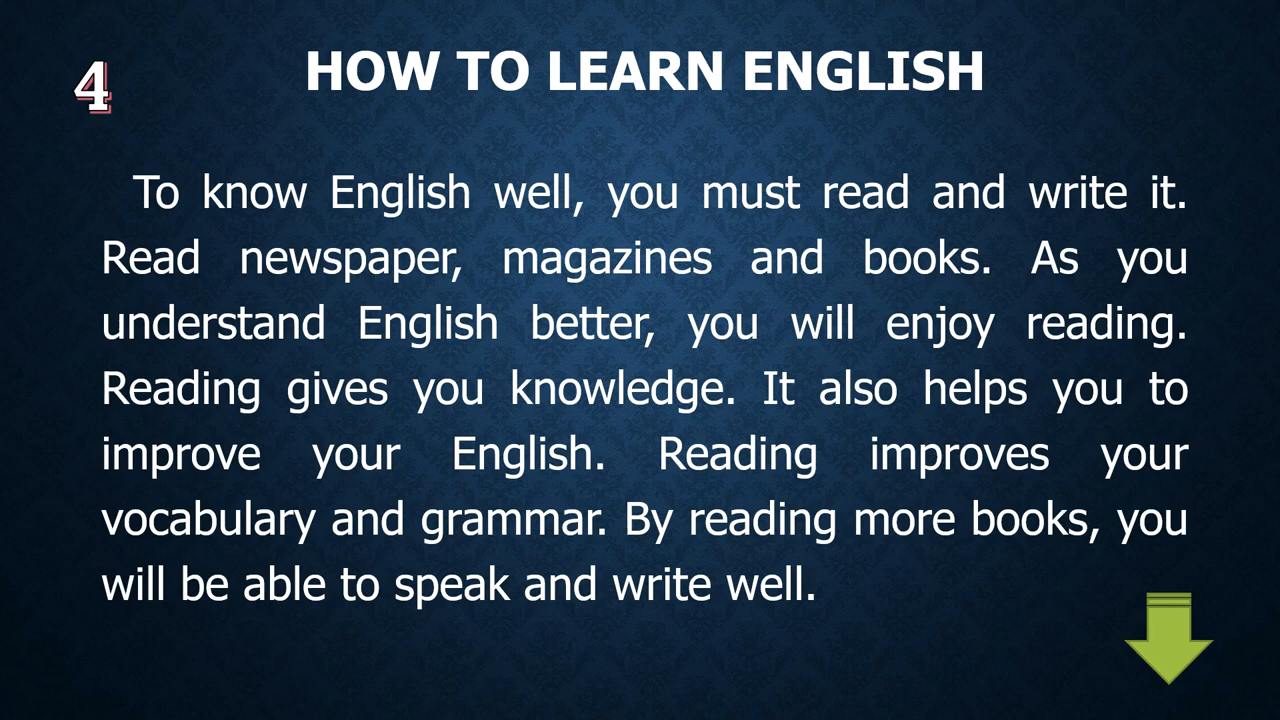 4
HOW TO LEARN ENGLISH
To know English well, you must read and write it.
Read newspaper, magazines and books. As you
understand English better, you will enjoy reading.
Reading gives you knowledge. It also helps you to
improve your English. Reading improves your
vocabulary and grammar. By reading more books, you
will be able to speak and write well.